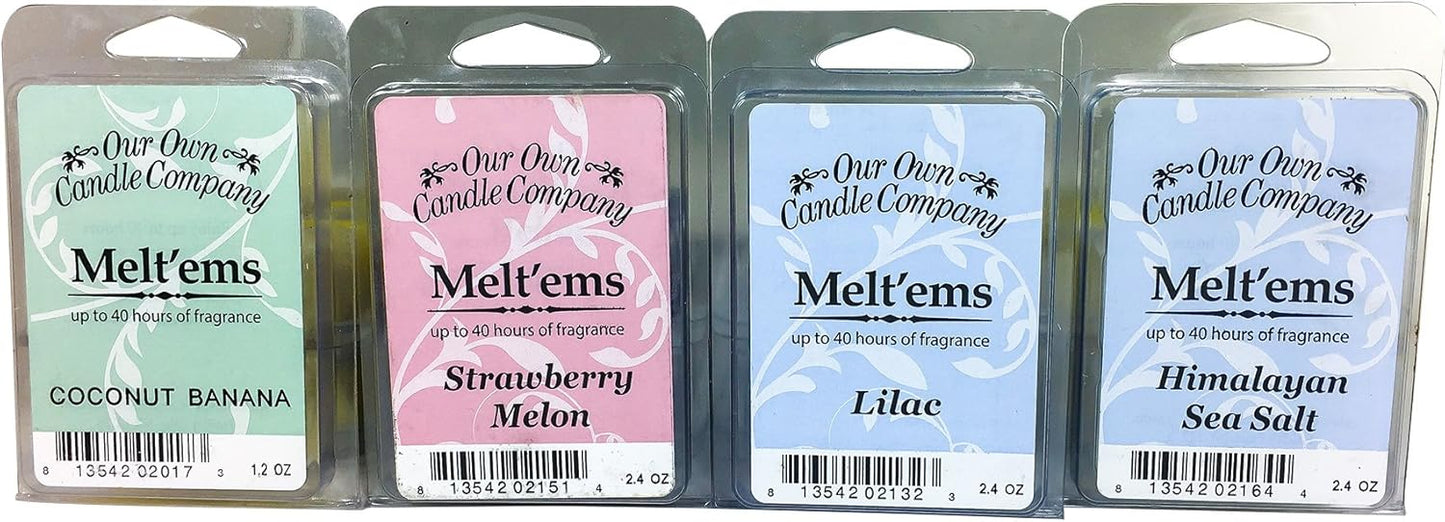 Our Own
Candle Company
Melt'ems
up to 40 hours of fragrance
COCONUT BANANA
8 13542 02017 3
1.2 OZ
Our Own
Candle Company
Melt'ems
up to 40 hours of fragrance
Strawberry
Melon
8 13542 02151 4
2.4 OZ
Our Own
Candle Company
Melt'ems
up to 40 hours of fragrance
Lilac
8 13542 02132 3
2.4 OZ
Our Own
Candle Company
Melt'ems
up to 40 hours of fragrance
Himalayan
Sea Salt
8 13542 02164 4
2.4 OZ